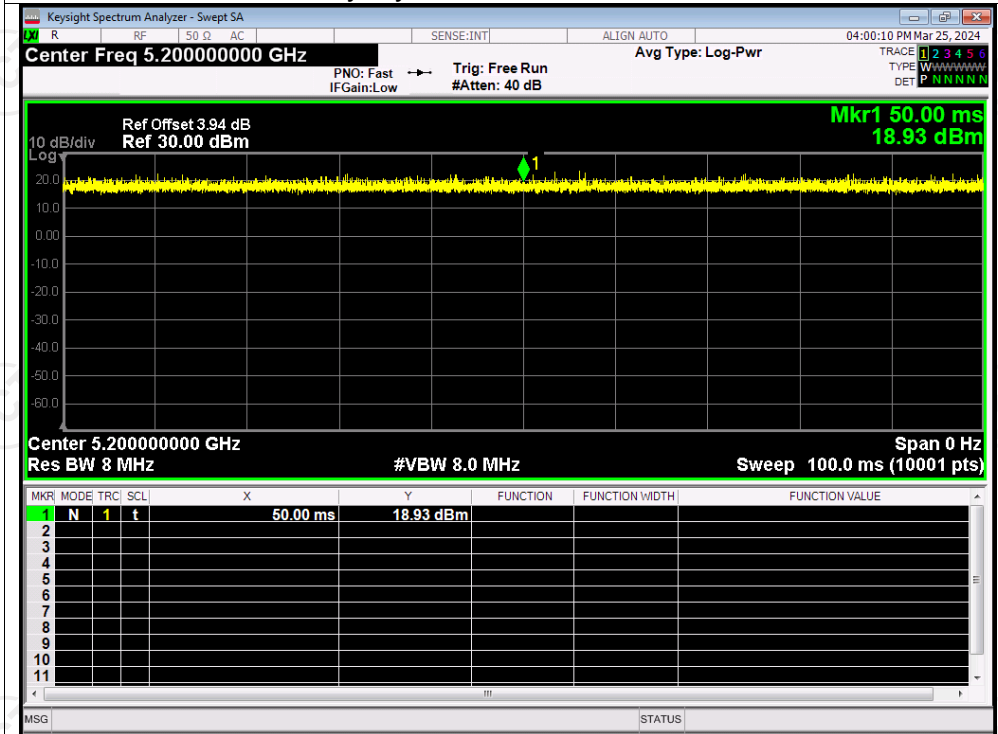 Keysight Spectrum Analyzer - Swept SA
LXI R RF 50 Ω AC SENSE:INT ALIGN AUTO 04:00:10 PM Mar 25, 2024
Center Freq 5.200000000 GHz Avg Type: Log-Pwr TRACE 1 2 3 4 5 6
PNO: Fast Trig: Free Run TYPE WWWWWW
IFGain:Low #Atten: 40 dB DET P N N N N N
Mkr1 50.00 ms
Ref Offset 3.94 dB
10 dB/div Ref 30.00 dBm 18.93 dBm
Log
1
20.0
10.0
0.00
-10.0
-20.0
-30.0
-40.0
-50.0
-60.0
Center 5.200000000 GHz Span 0 Hz
Res BW 8 MHz #VBW 8.0 MHz Sweep 100.0 ms (10001 pts)
MKR MODE TRC SCL X Y FUNCTION FUNCTION WIDTH FUNCTION VALUE
1 N 1 t 50.00 ms 18.93 dBm
2
3
4
5
6
7
8
9
10
11
MSG STATUS